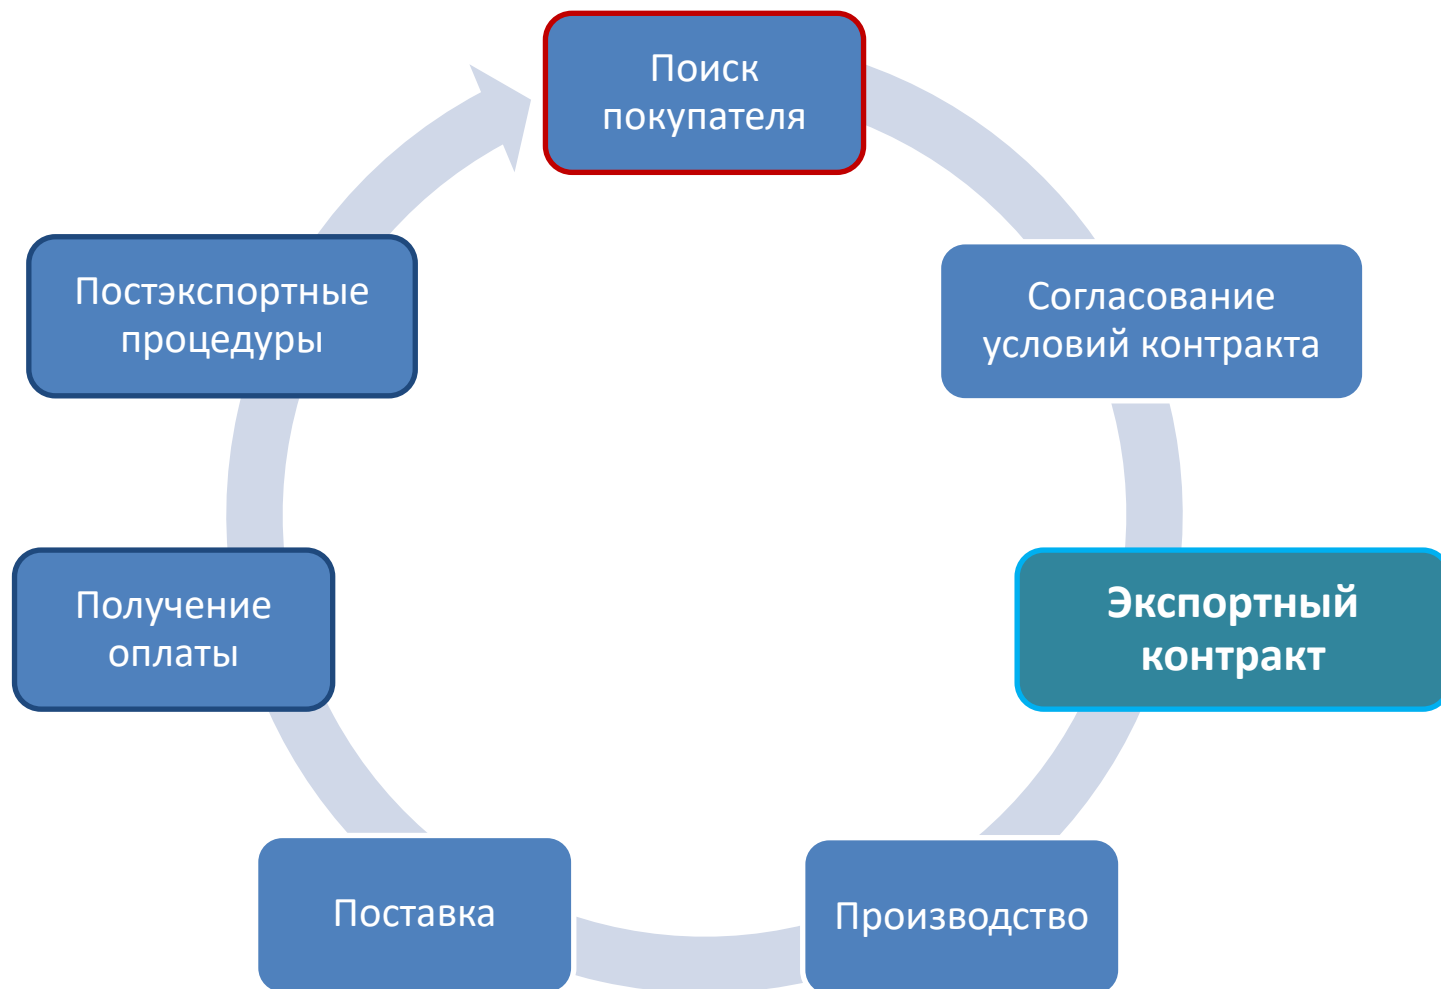 Поиск
покупателя
Согласование
условий контракта
Экспортный
контракт
Производство
Поставка
Получение
оплаты
Постэкспортные
процедуры